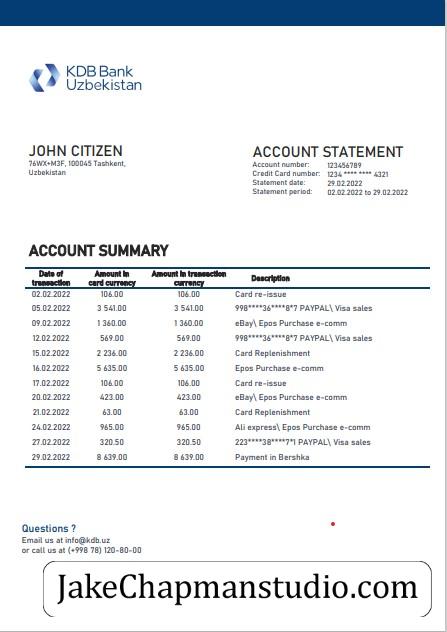 KDB Bank
Uzbekistan
JOHN CITIZEN
76WX+M3F, 100045 Tashkent,
Uzbekistan
ACCOUNT STATEMENT
Account number: 123456789
Credit Card number: 1234 **** **** 4321
Statement date: 29.02.2022
Statement period: 02.02.2022 to 29.02.2022
ACCOUNT SUMMARY
Date of transaction Amount in card currency Amount in transaction currency Description
02.02.2022 106.00 106.00 Card re-issue
05.02.2022 3 541.00 3 541.00 998****36****8*7 PAYPAL\ Visa sales
09.02.2022 1 360.00 1 360.00 eBay\ Epos Purchase e-comm
12.02.2022 569.00 569.00 998****36****8*7 PAYPAL\ Visa sales
15.02.2022 2 236.00 2 236.00 Card Replenishment
16.02.2022 5 635.00 5 635.00 Epos Purchase e-comm
17.02.2022 106.00 106.00 Card re-issue
20.02.2022 423.00 423.00 eBay\ Epos Purchase e-comm
21.02.2022 63.00 63.00 Card Replenishment
24.02.2022 965.00 965.00 Ali express\ Epos Purchase e-comm
27.02.2022 320.50 320.50 223****38****7*1 PAYPAL\ Visa sales
29.02.2022 8 639.00 8 639.00 Payment in Bershka
Questions ?
Email us at info@kdb.uz
or call us at (+998 78) 120-80-00
JakeChapmanstudio.com